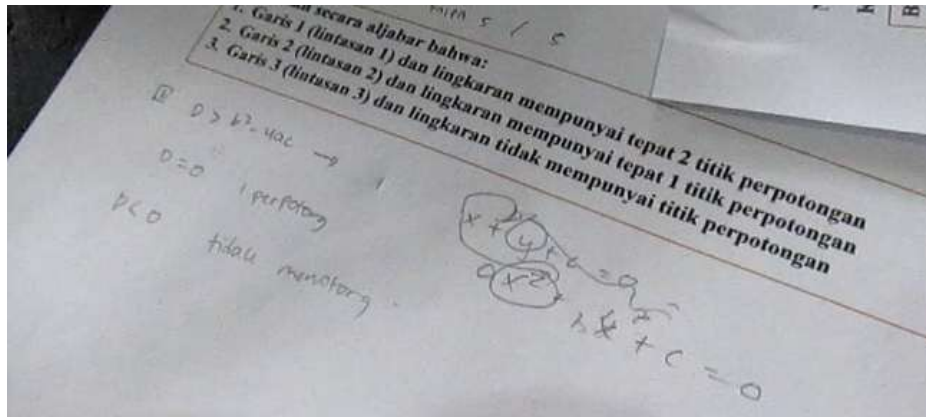 secara aljabar bahwa:
1. Garis 1 (lintasan 1) dan lingkaran mempunyai tepat 2 titik perpotongan
2. Garis 2 (lintasan 2) dan lingkaran mempunyai tepat 1 titik perpotongan
3. Garis 3 (lintasan 3) dan lingkaran tidak mempunyai titik perpotongan
D > b²-4ac →
D=0 1 perpotong
D<0 tidak memotong.
x + y + c = 0
ax² + bx + c = 0